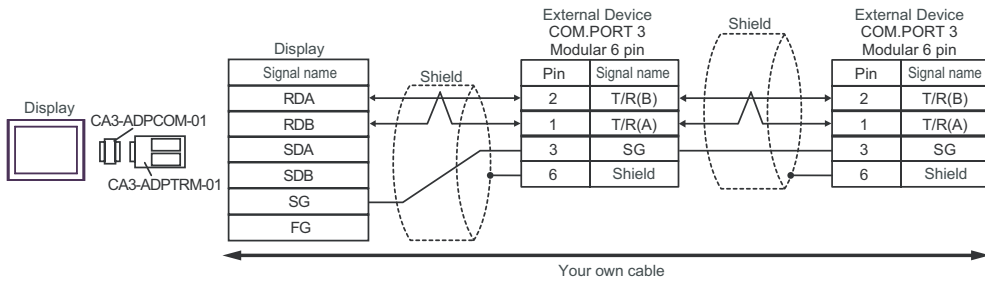 Display
CA3-ADPCOM-01
CA3-ADPTRM-01
Display
Signal name
RDA
RDB
SDA
SDB
SG
FG
Shield
External Device
COM.PORT 3
Modular 6 pin
Pin Signal name
2 T/R(B)
1 T/R(A)
3 SG
6 Shield
Shield
External Device
COM.PORT 3
Modular 6 pin
Pin Signal name
2 T/R(B)
1 T/R(A)
3 SG
6 Shield
Your own cable